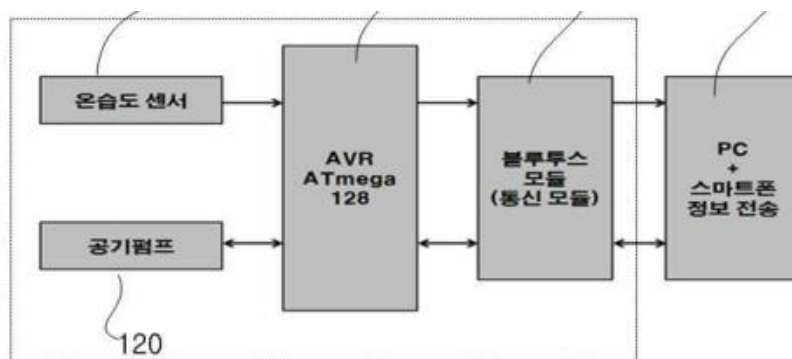 온습도 센서
AVR
ATmega
128
블루투스
모듈
(통신 모듈)
PC
+
스마트폰
정보 전송
공기펌프
120